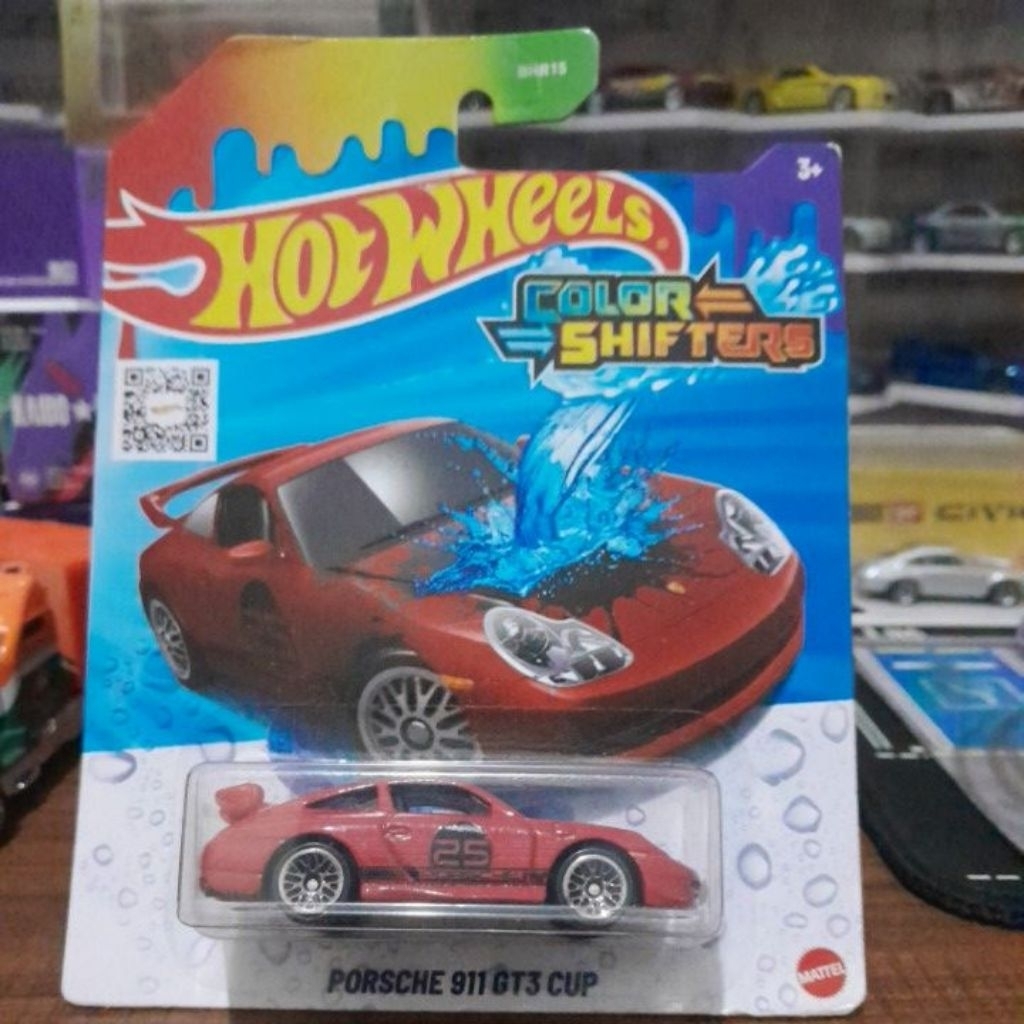 3+
HOT WHEELS
COLOR
SHIFTERS
25
PORSCHE 911 GT3 CUP
MATTEL